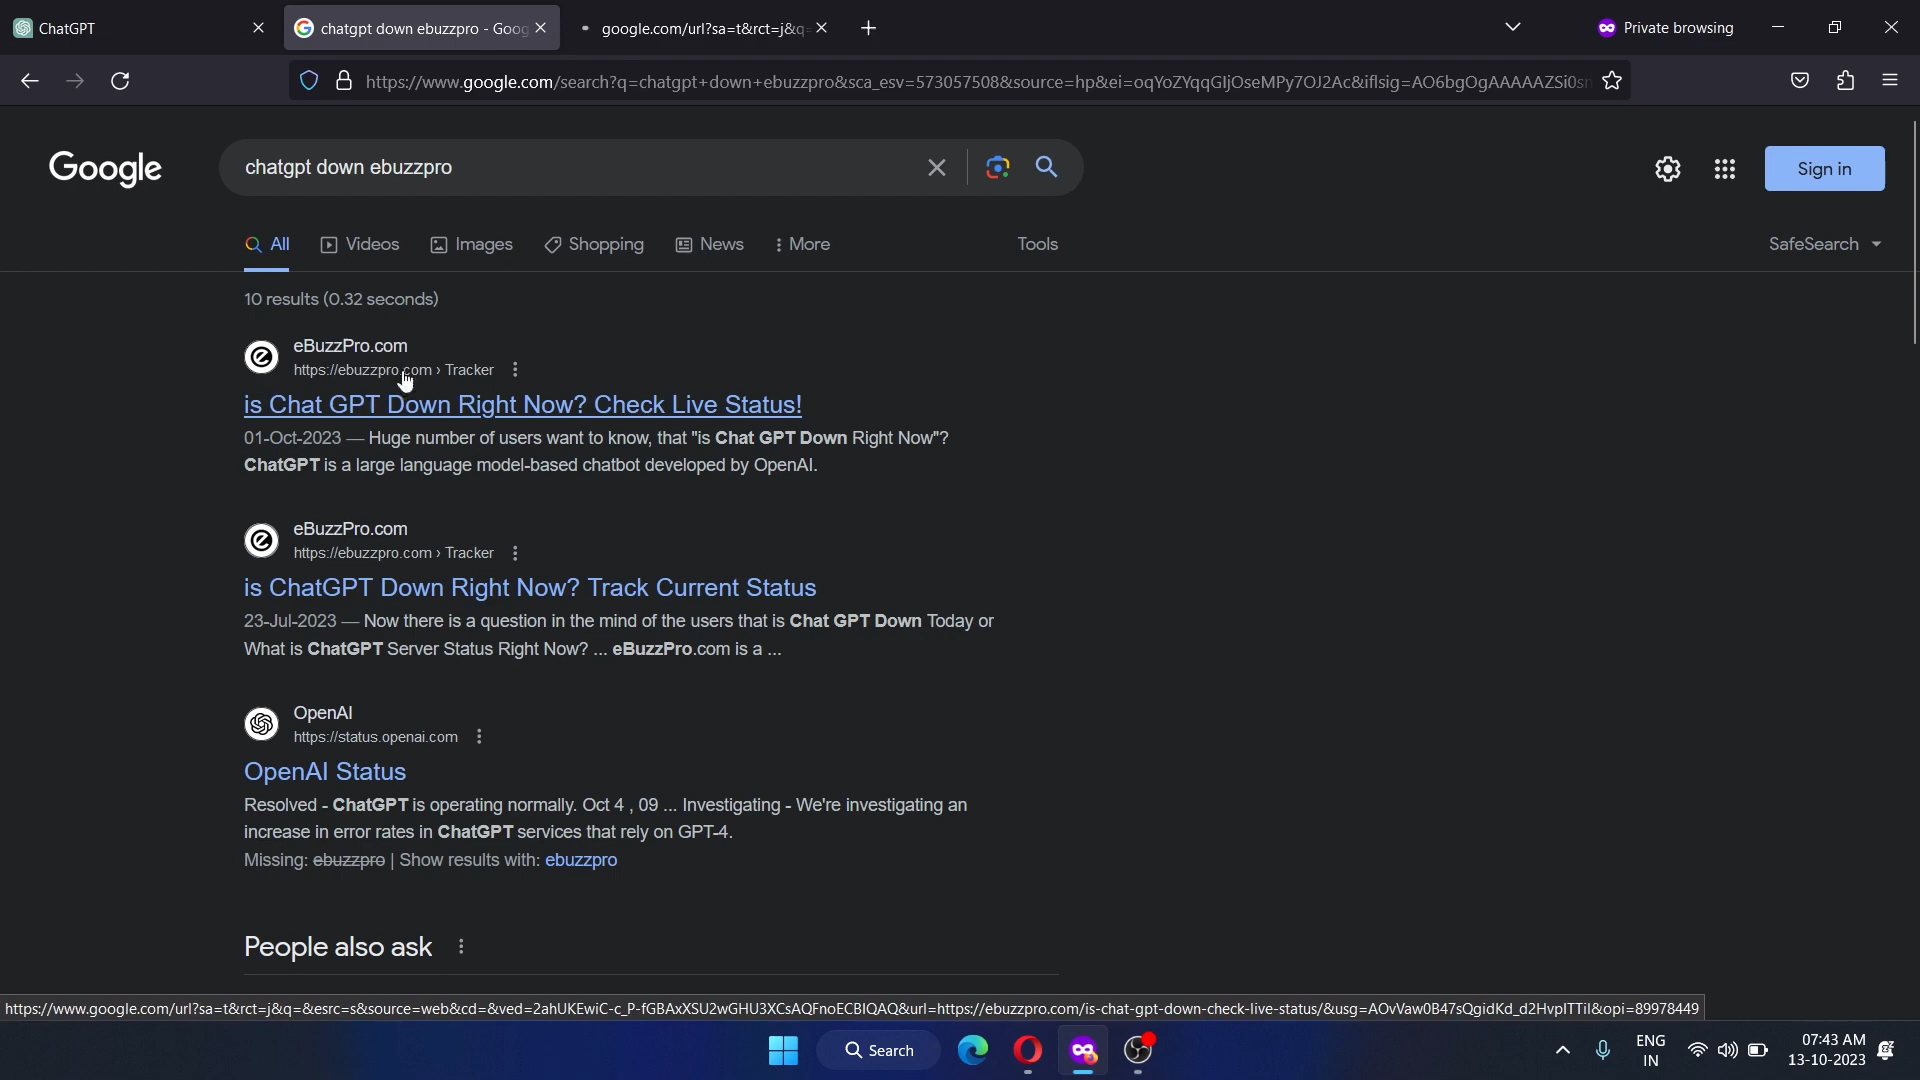 ChatGPT
chatgpt down ebuzzpro - Goog
google.com/url?sa=t&rct=j&q=
Private browsing
https://www.google.com/search?q=chatgpt+down+ebuzzpro&sca_esv=573057508&source=hp&ei=oqYoZYqqGIjOseMPy7OJ2Ac&iflsig=AO6bgOgAAAAAZSi0sn
Google
chatgpt down ebuzzpro
Sign in
All Videos Images Shopping News More Tools SafeSearch
10 results (0.32 seconds)
eBuzzPro.com
https://ebuzzpro.com › Tracker
is Chat GPT Down Right Now? Check Live Status!
01-Oct-2023 — Huge number of users want to know, that "is Chat GPT Down Right Now"?
ChatGPT is a large language model-based chatbot developed by OpenAI.
eBuzzPro.com
https://ebuzzpro.com › Tracker
is ChatGPT Down Right Now? Track Current Status
23-Jul-2023 — Now there is a question in the mind of the users that is Chat GPT Down Today or
What is ChatGPT Server Status Right Now? ... eBuzzPro.com is a ...
OpenAI
https://status.openai.com
OpenAI Status
Resolved - ChatGPT is operating normally. Oct 4 , 09 ... Investigating - We're investigating an
increase in error rates in ChatGPT services that rely on GPT-4.
Missing: ebuzzpro | Show results with: ebuzzpro
People also ask
https://www.google.com/url?sa=t&rct=j&q=&esrc=s&source=web&cd=&ved=2ahUKEwiC-c_P-fGBAxXSU2wGHU3XCsAQFnoECBIQAQ&url=https://ebuzzpro.com/is-chat-gpt-down-check-live-status/&usg=AOvVaw0B47sQgidKd_d2HvpITTiI&opi=89978449
Search
ENG
IN
07:43 AM
13-10-2023